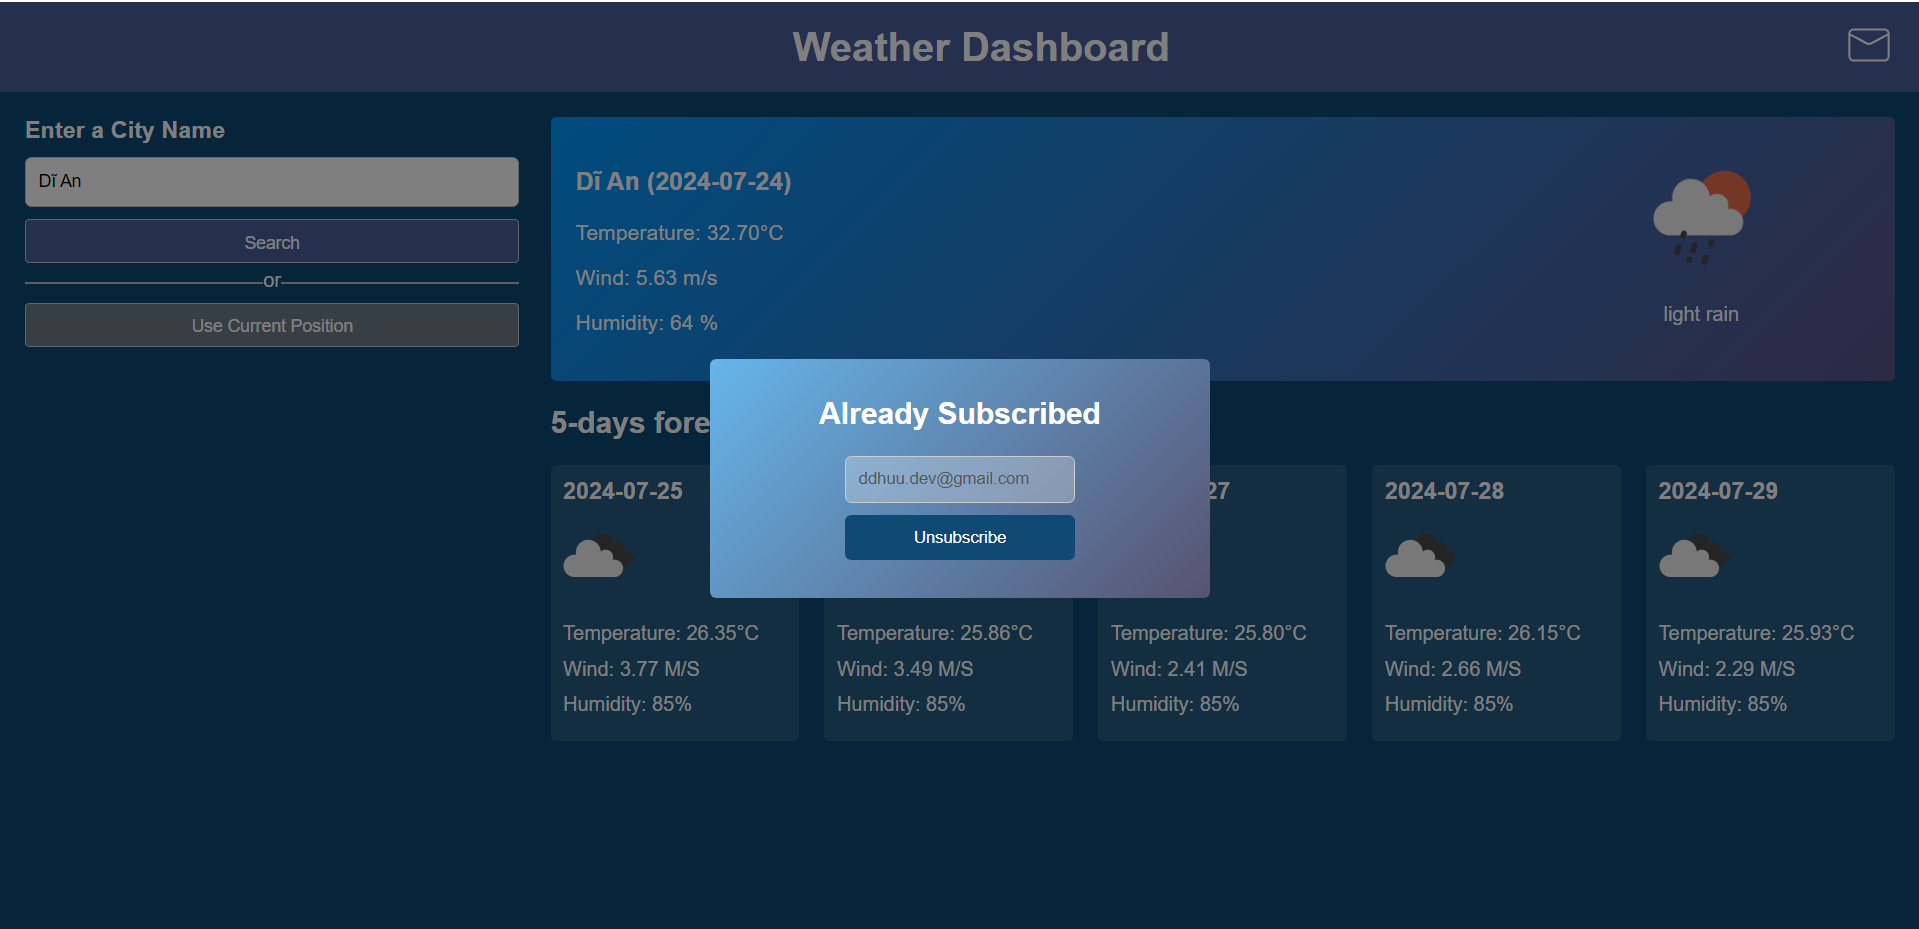 Weather Dashboard
Enter a City Name
Dĩ An
Search
or
Use Current Position
Dĩ An (2024-07-24)
Temperature: 32.70°C
Wind: 5.63 m/s
Humidity: 64 %
light rain
Already Subscribed
ddhuu.dev@gmail.com
Unsubscribe
5-days fore
2024-07-25
Temperature: 26.35°C
Wind: 3.77 M/S
Humidity: 85%
Temperature: 25.86°C
Wind: 3.49 M/S
Humidity: 85%
27
Temperature: 25.80°C
Wind: 2.41 M/S
Humidity: 85%
2024-07-28
Temperature: 26.15°C
Wind: 2.66 M/S
Humidity: 85%
2024-07-29
Temperature: 25.93°C
Wind: 2.29 M/S
Humidity: 85%